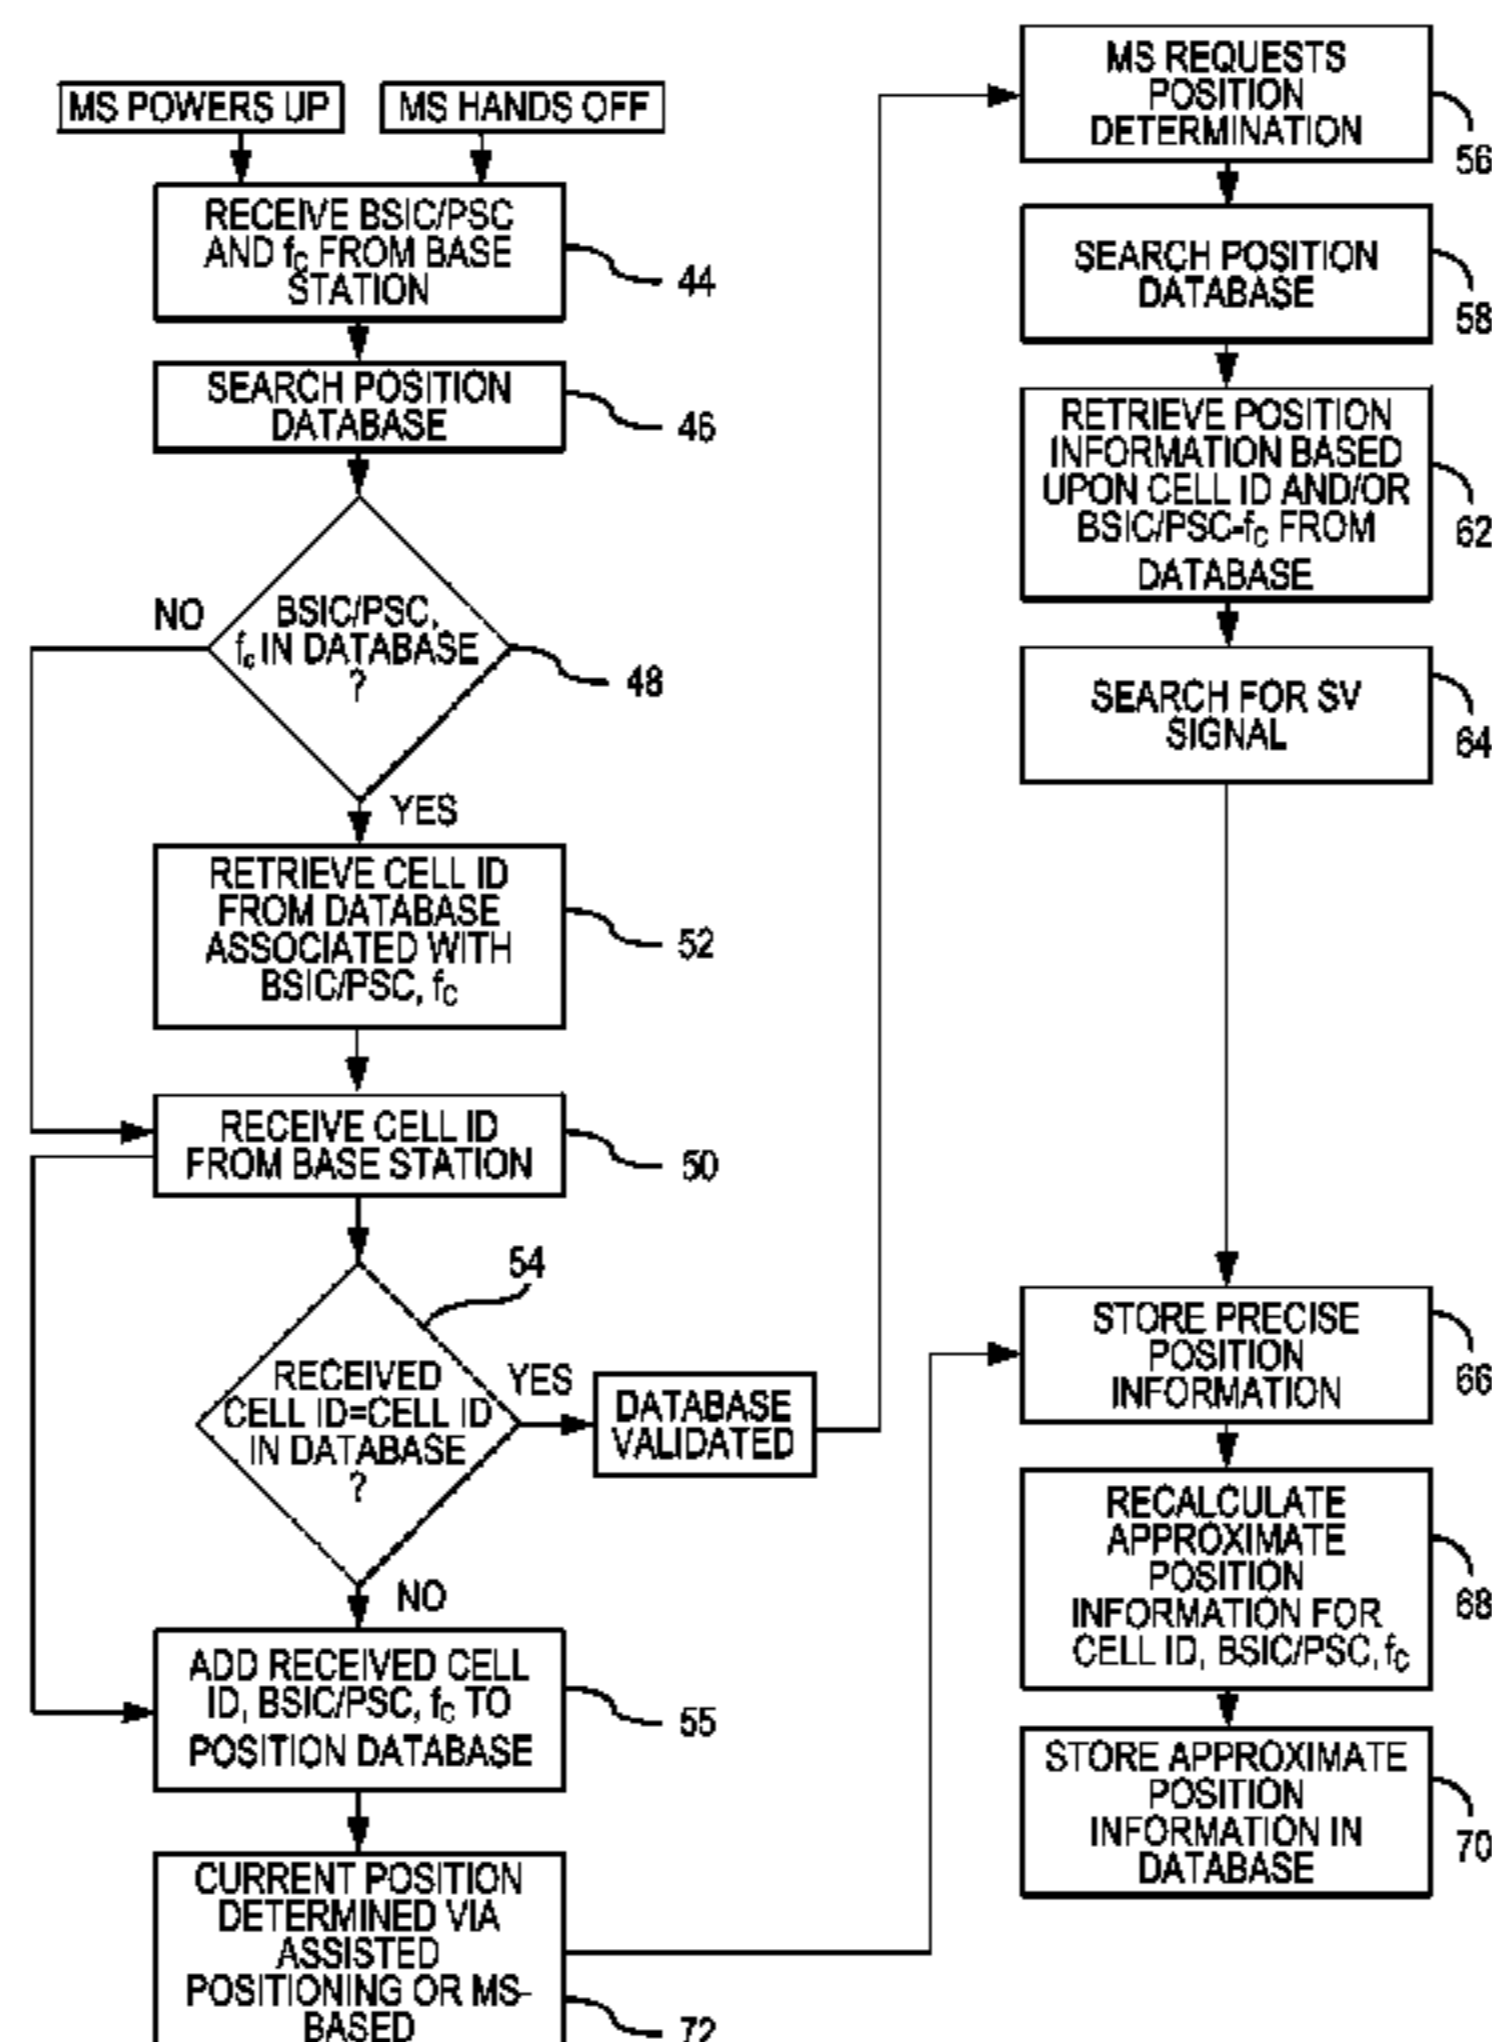 MS POWERS UP
MS HANDS OFF
RECEIVE BSIC/PSC
AND fC FROM BASE
STATION
44
SEARCH POSITION
DATABASE
46
BSIC/PSC,
fc IN DATABASE
?
48
NO
YES
RETRIEVE CELL ID
FROM DATABASE
ASSOCIATED WITH
BSIC/PSC, fC
52
RECEIVE CELL ID
FROM BASE STATION
50
54
RECEIVED
CELL ID=CELL ID
IN DATABASE
?
YES
DATABASE
VALIDATED
NO
ADD RECEIVED CELL
ID, BSIC/PSC, fC TO
POSITION DATABASE
55
CURRENT POSITION
DETERMINED VIA
ASSISTED
POSITIONING OR MS-
BASED
72
MS REQUESTS
POSITION
DETERMINATION
56
SEARCH POSITION
DATABASE
58
RETRIEVE POSITION
INFORMATION BASED
UPON CELL ID AND/OR
BSIC/PSC-fC FROM
DATABASE
62
SEARCH FOR SV
SIGNAL
64
STORE PRECISE
POSITION
INFORMATION
66
RECALCULATE
APPROXIMATE
POSITION
INFORMATION FOR
CELL ID, BSIC/PSC, fC
68
STORE APPROXIMATE
POSITION
INFORMATION IN
DATABASE
70